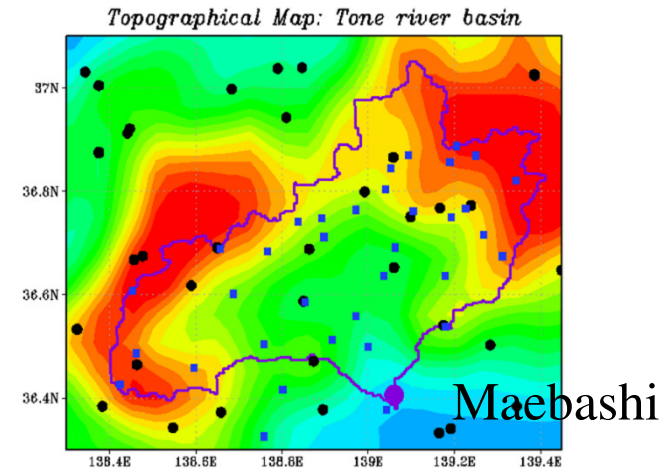 Topographical Map: Tone river basin
37N
36.8N
36.6N
36.4N
Maebashi
138.4E 138.6E 138.8E 139E 139.2E 139.4E